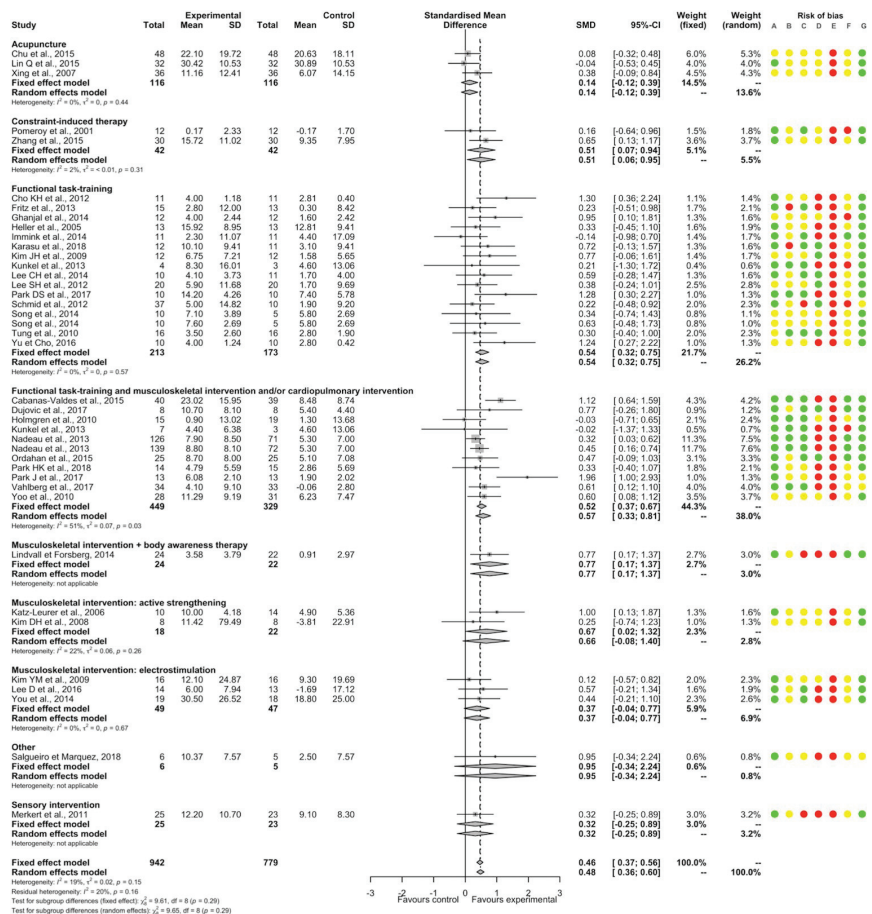 Experimental Control Standardised Mean Weight Weight Risk of bias
Study Total Mean SD Total Mean SD Difference SMD 95%-CI (fixed) (random) A B C D E F G
Acupuncture
Chu et al., 2015 48 22.10 19.72 48 20.63 18.11 0.08 [-0.32; 0.48] 6.0% 5.3%
Lin Q et al., 2015 32 30.42 10.53 32 30.89 10.53 -0.04 [-0.53; 0.45] 4.0% 4.0%
Xing et al., 2007 36 11.16 12.41 36 6.07 14.15 0.38 [-0.09; 0.84] 4.5% 4.3%
Fixed effect model 116 116 0.14 [-0.12; 0.39] 14.5% --
Random effects model 0.14 [-0.12; 0.39] -- 13.6%
Heterogeneity: I² = 0%, τ² = 0, p = 0.44
Constraint-induced therapy
Pomeroy et al., 2001 12 0.17 2.33 12 -0.17 1.70 0.16 [-0.64; 0.96] 1.5% 1.8%
Zhang et al., 2015 30 15.72 11.02 30 9.35 7.95 0.65 [ 0.13; 1.17] 3.6% 3.7%
Fixed effect model 42 42 0.51 [ 0.07; 0.94] 5.1% --
Random effects model 0.51 [ 0.06; 0.95] -- 5.5%
Heterogeneity: I² = 2%, τ² = < 0.01, p = 0.31
Functional task-training
Cho KH et al., 2012 11 4.00 1.18 11 2.81 0.40 1.30 [ 0.36; 2.24] 1.1% 1.4%
Fritz et al., 2013 15 2.80 12.00 13 0.30 8.42 0.23 [-0.51; 0.98] 1.7% 2.1%
Ghanjal et al., 2014 12 4.00 2.44 12 1.60 2.42 0.95 [ 0.10; 1.81] 1.3% 1.6%
Heller et al., 2005 13 15.92 8.95 13 12.81 9.41 0.33 [-0.45; 1.10] 1.6% 1.9%
Immink et al., 2014 11 2.30 11.07 11 4.40 17.09 -0.14 [-0.98; 0.70] 1.4% 1.7%
Karasu et al., 2018 12 10.10 9.41 11 3.10 9.41 0.72 [-0.13; 1.57] 1.3% 1.6%
Kim JH et al., 2009 12 6.75 7.21 12 1.58 5.65 0.77 [-0.06; 1.61] 1.4% 1.7%
Kunkel et al., 2013 4 8.30 16.01 3 4.60 13.06 0.21 [-1.30; 1.72] 0.4% 0.6%
Lee CH et al., 2014 10 4.10 3.73 11 1.70 4.00 0.59 [-0.28; 1.47] 1.3% 1.6%
Lee SH et al., 2012 20 5.90 11.68 20 1.70 9.69 0.38 [-0.24; 1.01] 2.5% 2.8%
Park DS et al., 2017 10 14.20 4.26 10 7.40 5.78 1.28 [ 0.30; 2.27] 1.0% 1.3%
Schmid et al., 2012 37 5.00 14.82 10 1.90 9.20 0.22 [-0.48; 0.92] 2.0% 2.3%
Song et al., 2014 10 7.10 3.89 5 5.80 2.69 0.34 [-0.74; 1.43] 0.8% 1.1%
Song et al., 2014 10 7.60 2.69 5 5.80 2.69 0.63 [-0.48; 1.73] 0.8% 1.0%
Tung et al., 2010 16 3.50 2.60 16 2.80 1.90 0.30 [-0.40; 1.00] 2.0% 2.3%
Yu et Cho, 2016 10 4.00 1.24 10 2.80 0.42 1.24 [ 0.27; 2.22] 1.0% 1.3%
Fixed effect model 213 173 0.54 [ 0.32; 0.75] 21.7% --
Random effects model 0.54 [ 0.32; 0.75] -- 26.2%
Heterogeneity: I² = 0%, τ² = 0, p = 0.57
Functional task-training and musculoskeletal intervention and/or cardiopulmonary intervention
Cabanas-Valdes et al., 2015 40 23.02 15.95 39 8.48 8.74 1.12 [ 0.64; 1.59] 4.3% 4.2%
Dujovic et al., 2017 8 10.70 8.10 8 5.40 4.40 0.77 [-0.26; 1.80] 0.9% 1.2%
Holmgren et al., 2010 15 0.90 13.02 19 1.30 13.68 -0.03 [-0.71; 0.65] 2.1% 2.4%
Kunkel et al., 2013 7 4.40 6.38 3 4.60 13.06 -0.02 [-1.37; 1.33] 0.5% 0.7%
Nadeau et al., 2013 126 7.90 8.50 71 5.30 7.00 0.32 [ 0.03; 0.62] 11.3% 7.5%
Nadeau et al., 2013 139 8.80 8.10 72 5.30 7.00 0.45 [ 0.16; 0.74] 11.7% 7.6%
Ordahan et al., 2015 25 8.70 8.00 25 5.10 7.08 0.47 [-0.09; 1.03] 3.1% 3.3%
Park HK et al., 2018 14 4.79 5.59 15 2.86 5.69 0.33 [-0.40; 1.07] 1.8% 2.1%
Park J et al., 2017 13 6.08 2.10 13 1.90 2.02 1.96 [ 1.00; 2.93] 1.0% 1.3%
Vahlberg et al., 2017 34 4.10 9.10 33 -0.06 2.80 0.61 [ 0.12; 1.10] 4.0% 4.0%
Yoo et al., 2010 28 11.29 9.19 31 6.23 7.47 0.60 [ 0.08; 1.12] 3.5% 3.7%
Fixed effect model 449 329 0.52 [ 0.37; 0.67] 44.3% --
Random effects model 0.57 [ 0.33; 0.81] -- 38.0%
Heterogeneity: I² = 51%, τ² = 0.07, p = 0.03
Musculoskeletal intervention + body awareness therapy
Lindvall et Forsberg, 2014 24 3.58 3.79 22 0.91 2.97 0.77 [ 0.17; 1.37] 2.7% 3.0%
Fixed effect model 24 22 0.77 [ 0.17; 1.37] 2.7% --
Random effects model 0.77 [ 0.17; 1.37] -- 3.0%
Heterogeneity: not applicable
Musculoskeletal intervention: active strengthening
Katz-Leurer et al., 2006 10 10.00 4.18 14 4.90 5.36 1.00 [ 0.13; 1.87] 1.3% 1.6%
Kim DH et al., 2008 8 11.42 79.49 8 -3.81 22.91 0.25 [-0.74; 1.23] 1.0% 1.3%
Fixed effect model 18 22 0.67 [ 0.02; 1.32] 2.3% --
Random effects model 0.66 [-0.08; 1.40] -- 2.8%
Heterogeneity: I² = 22%, τ² = 0.06, p = 0.26
Musculoskeletal intervention: electrostimulation
Kim YM et al., 2009 16 12.10 24.87 16 9.30 19.69 0.12 [-0.57; 0.82] 2.0% 2.3%
Lee D et al., 2016 14 6.00 7.94 13 -1.69 17.12 0.57 [-0.21; 1.34] 1.6% 1.9%
You et al., 2014 19 30.50 26.52 18 18.80 25.00 0.44 [-0.21; 1.10] 2.3% 2.6%
Fixed effect model 49 47 0.37 [-0.04; 0.77] 5.9% --
Random effects model 0.37 [-0.04; 0.77] -- 6.9%
Heterogeneity: I² = 0%, τ² = 0, p = 0.67
Other
Salgueiro et Marquez, 2018 6 10.37 7.57 5 2.50 7.57 0.95 [-0.34; 2.24] 0.6% 0.8%
Fixed effect model 6 5 0.95 [-0.34; 2.24] 0.6% --
Random effects model 0.95 [-0.34; 2.24] -- 0.8%
Heterogeneity: not applicable
Sensory intervention
Merkert et al., 2011 25 12.20 10.70 23 9.10 8.30 0.32 [-0.25; 0.89] 3.0% 3.2%
Fixed effect model 25 23 0.32 [-0.25; 0.89] 3.0% --
Random effects model 0.32 [-0.25; 0.89] -- 3.2%
Heterogeneity: not applicable
Fixed effect model 942 779 0.46 [ 0.37; 0.56] 100.0% --
Random effects model 0.48 [ 0.36; 0.60] -- 100.0%
Heterogeneity: I² = 19%, τ² = 0.02, p = 0.15
Residual heterogeneity: I² = 20%, p = 0.16
-3 -2 -1 0 1 2 3
Favours control Favours experimental
Test for subgroup differences (fixed effect): χ²₈ = 9.61, df = 8 (p = 0.29)
Test for subgroup differences (random effects): χ²₈ = 9.65, df = 8 (p = 0.29)